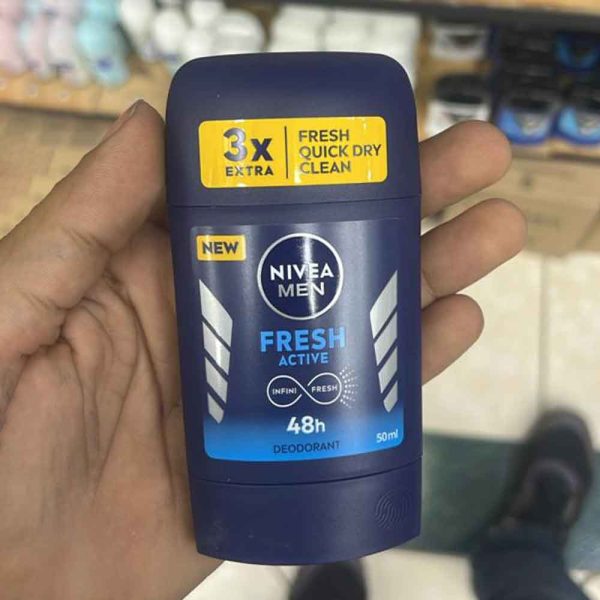 3x
EXTRA
FRESH
QUICK DRY
CLEAN
NEW
NIVEA
MEN
FRESH
ACTIVE
INFINI FRESH
48h
DEODORANT
50ml